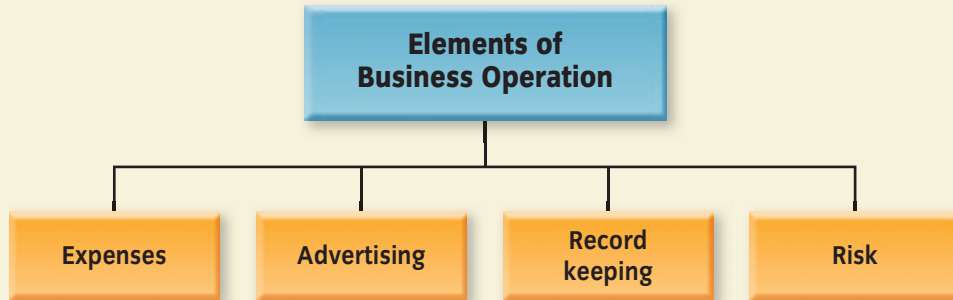 Elements of
Business Operation
Expenses
Advertising
Record
keeping
Risk